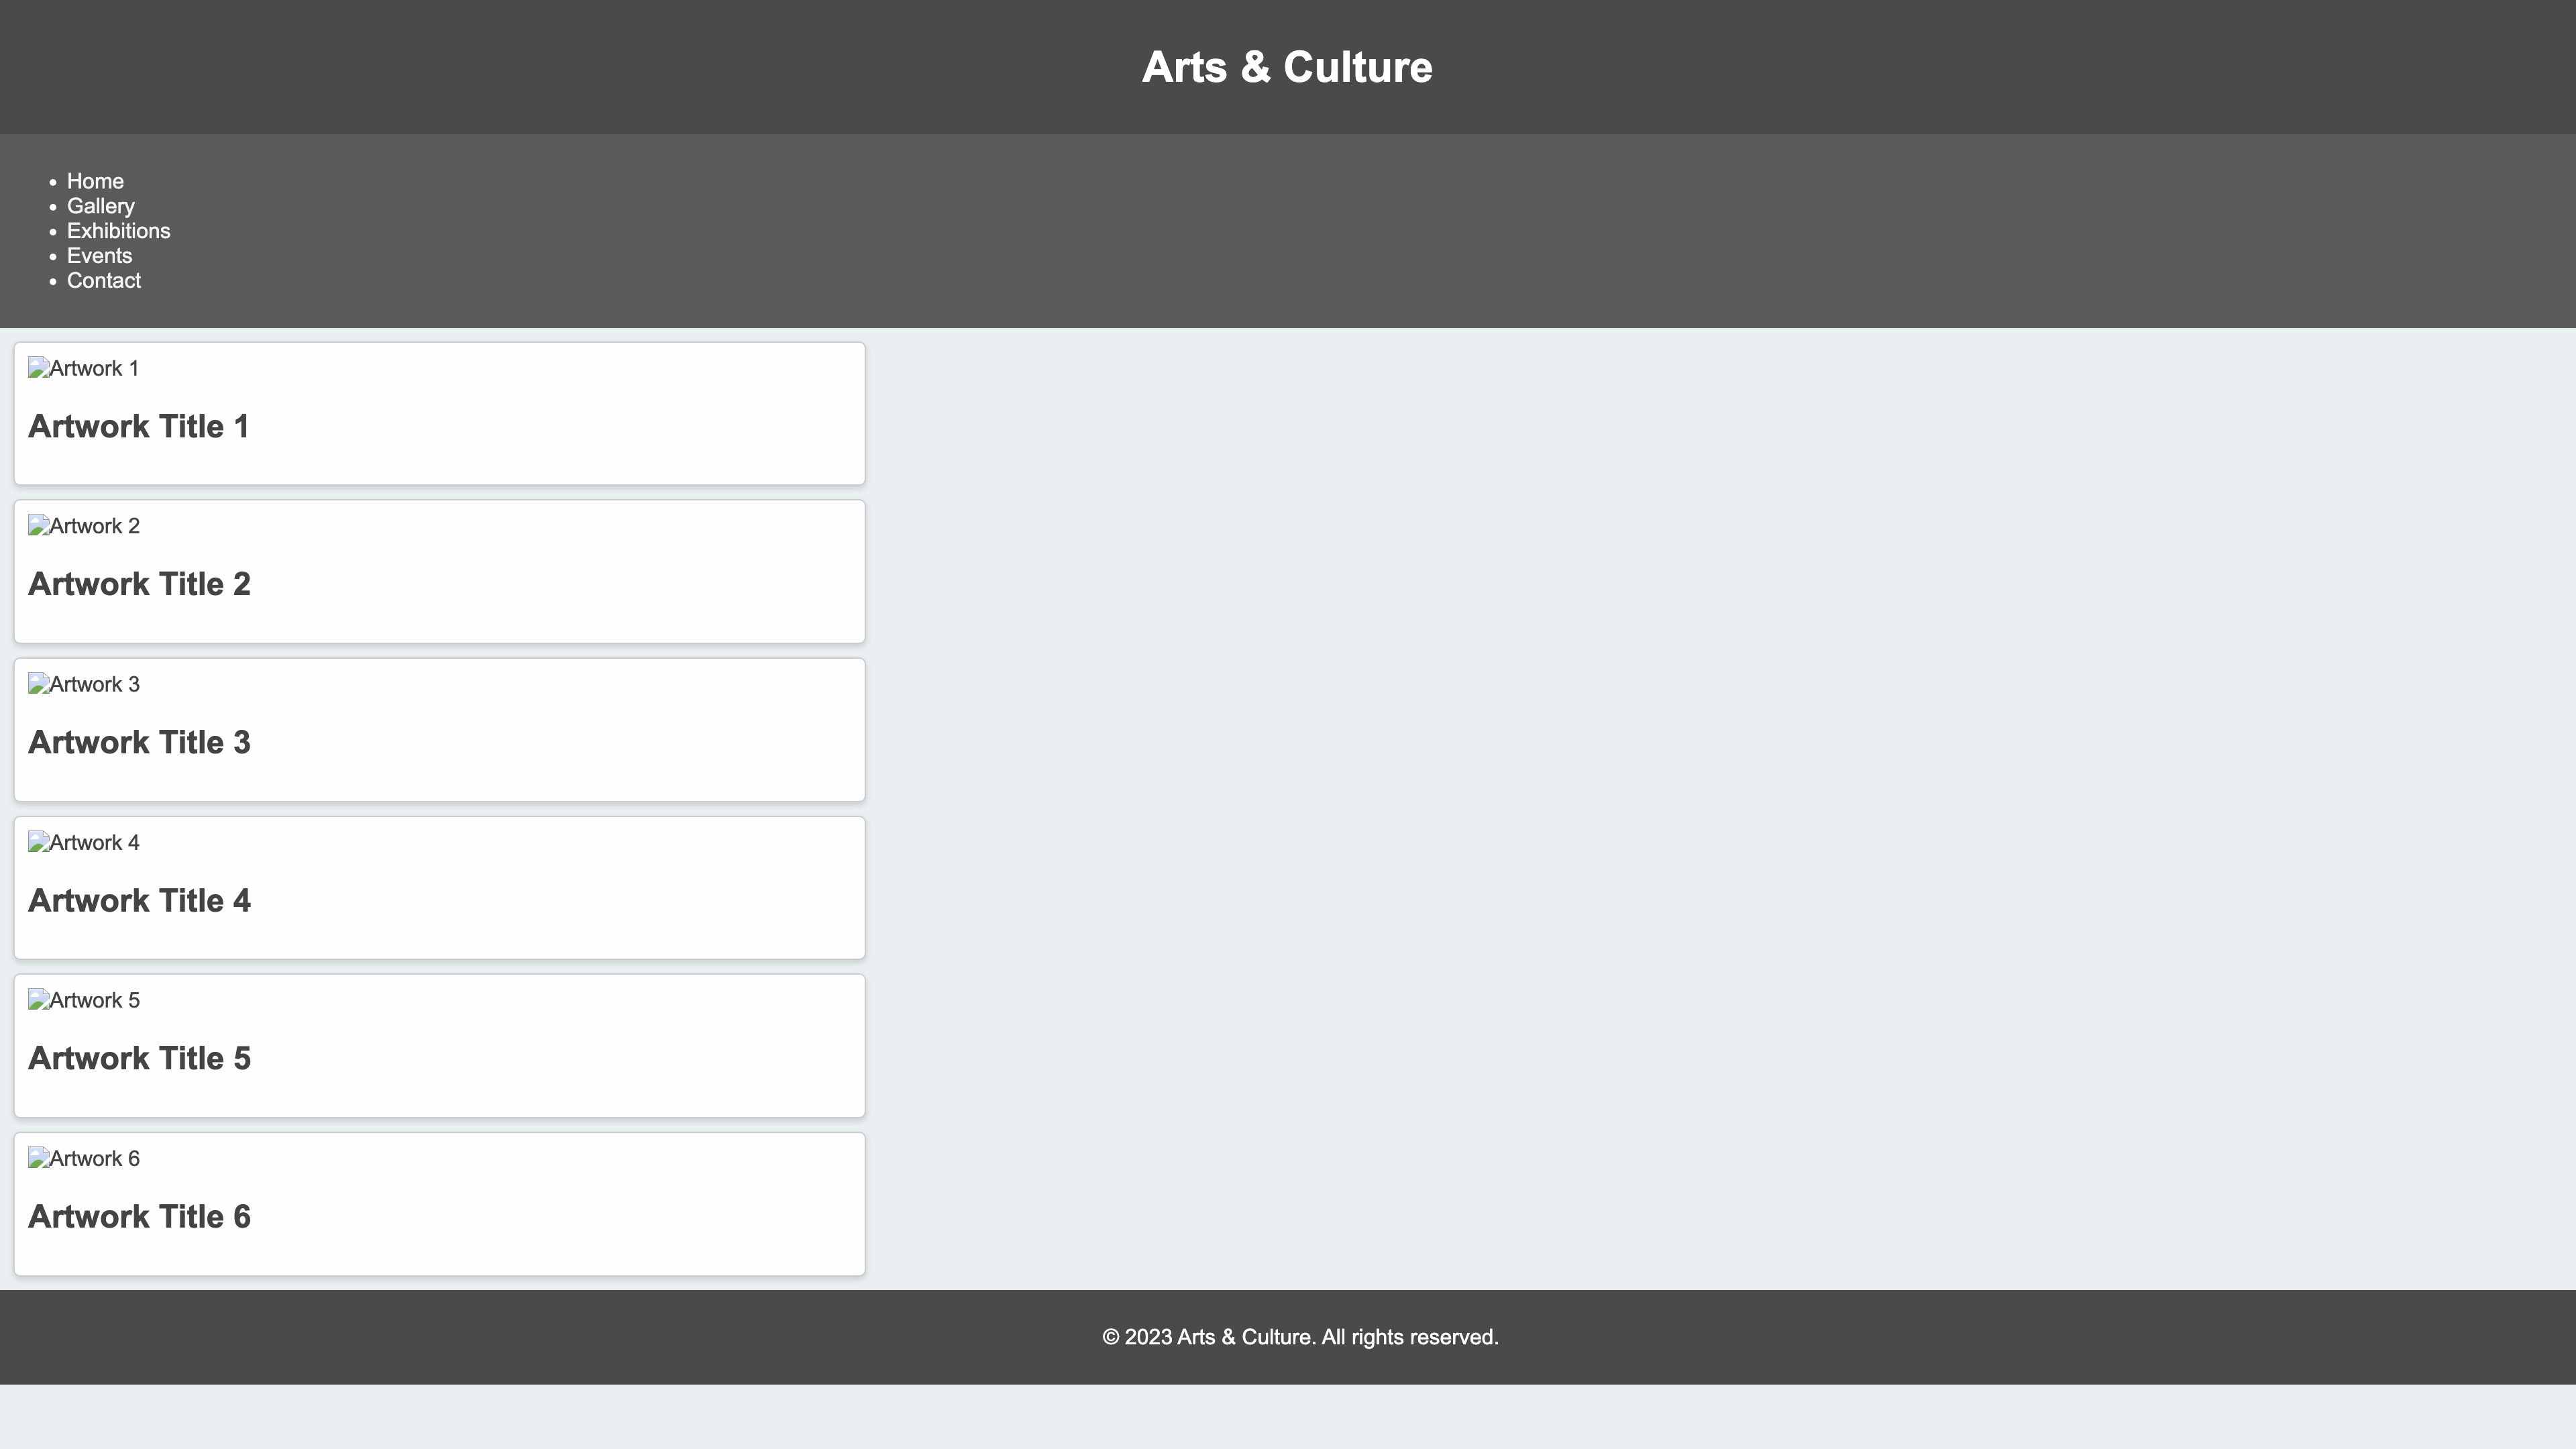 Arts & Culture
Home
Gallery
Exhibitions
Events
Contact
Artwork 1
Artwork Title 1
Artwork 2
Artwork Title 2
Artwork 3
Artwork Title 3
Artwork 4
Artwork Title 4
Artwork 5
Artwork Title 5
Artwork 6
Artwork Title 6
© 2023 Arts & Culture. All rights reserved.